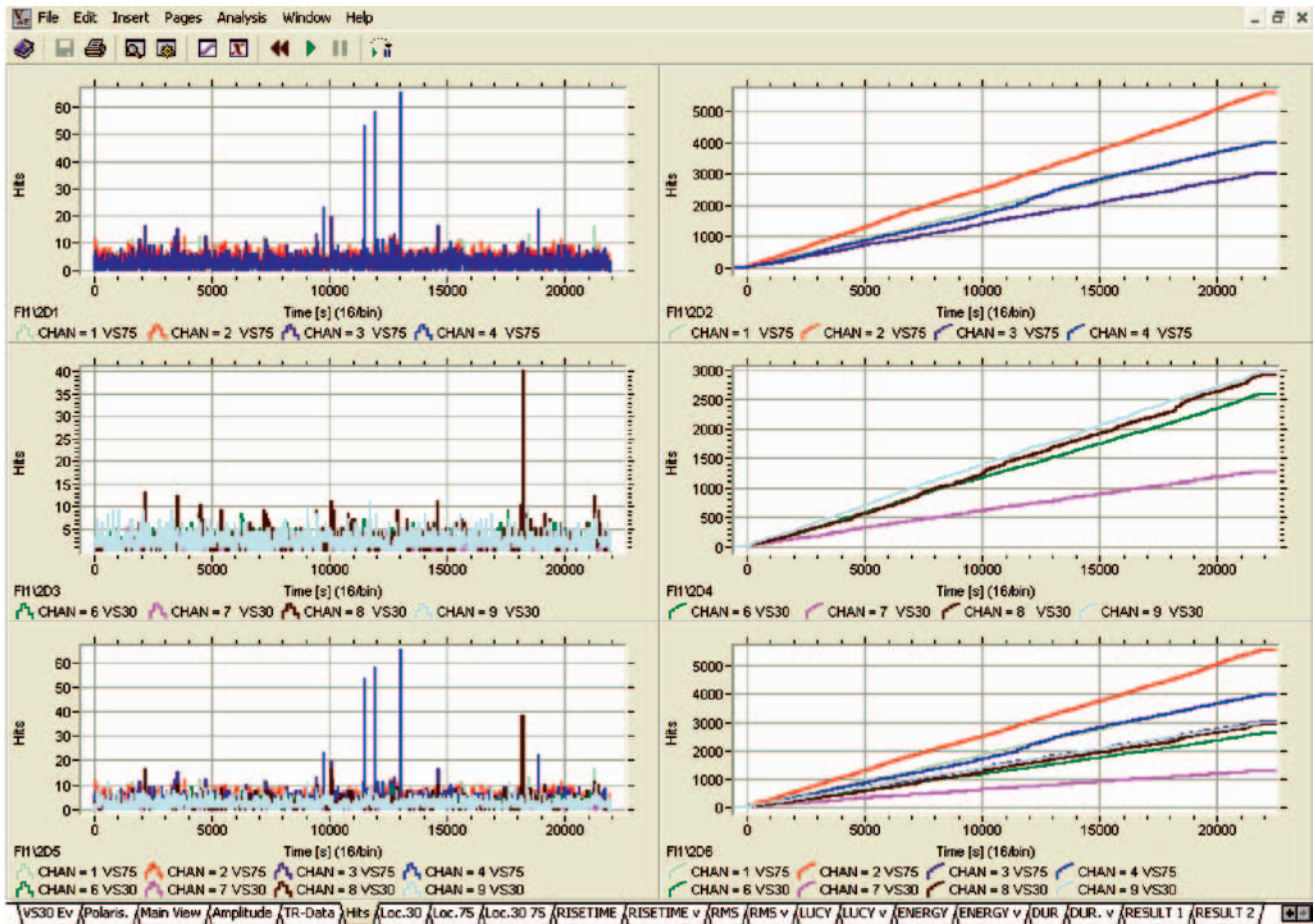 File Edit Insert Pages Analysis Window Help
60
50
40
30
20
10
0
Hits
0 5000 10000 15000 20000
Time [s] (16/bin)
FI1\2D1
CHAN = 1 VS75 CHAN = 2 VS75 CHAN = 3 VS75 CHAN = 4 VS75
5000
4000
3000
2000
1000
0
Hits
0 5000 10000 15000 20000
Time [s] (16/bin)
FI1\2D2
CHAN = 1 VS75 CHAN = 2 VS75 CHAN = 3 VS75 CHAN = 4 VS75
40
35
30
25
20
15
10
5
Hits
0 5000 10000 15000 20000
Time [s] (16/bin)
FI1\2D3
CHAN = 6 VS30 CHAN = 7 VS30 CHAN = 8 VS30 CHAN = 9 VS30
3000
2500
2000
1500
1000
500
0
Hits
0 5000 10000 15000 20000
Time [s] (16/bin)
FI1\2D4
CHAN = 6 VS30 CHAN = 7 VS30 CHAN = 8 VS30 CHAN = 9 VS30
60
50
40
30
20
10
0
Hits
0 5000 10000 15000 20000
Time [s] (16/bin)
FI1\2D5
CHAN = 1 VS75 CHAN = 2 VS75 CHAN = 3 VS75 CHAN = 4 VS75
CHAN = 6 VS30 CHAN = 7 VS30 CHAN = 8 VS30 CHAN = 9 VS30
5000
4000
3000
2000
1000
0
Hits
0 5000 10000 15000 20000
Time [s] (16/bin)
FI1\2D6
CHAN = 1 VS75 CHAN = 2 VS75 CHAN = 3 VS75 CHAN = 4 VS75
CHAN = 6 VS30 CHAN = 7 VS30 CHAN = 8 VS30 CHAN = 9 VS30
VS30 Ev Polaris. Main View Amplitude TR-Data Hits Loc.30 Loc.75 Loc.30 75 RISETIME RISETIME v RMS RMS v LUCY LUCY v ENERGY ENERGY v DUR DUR. v RESULT 1 RESULT 2